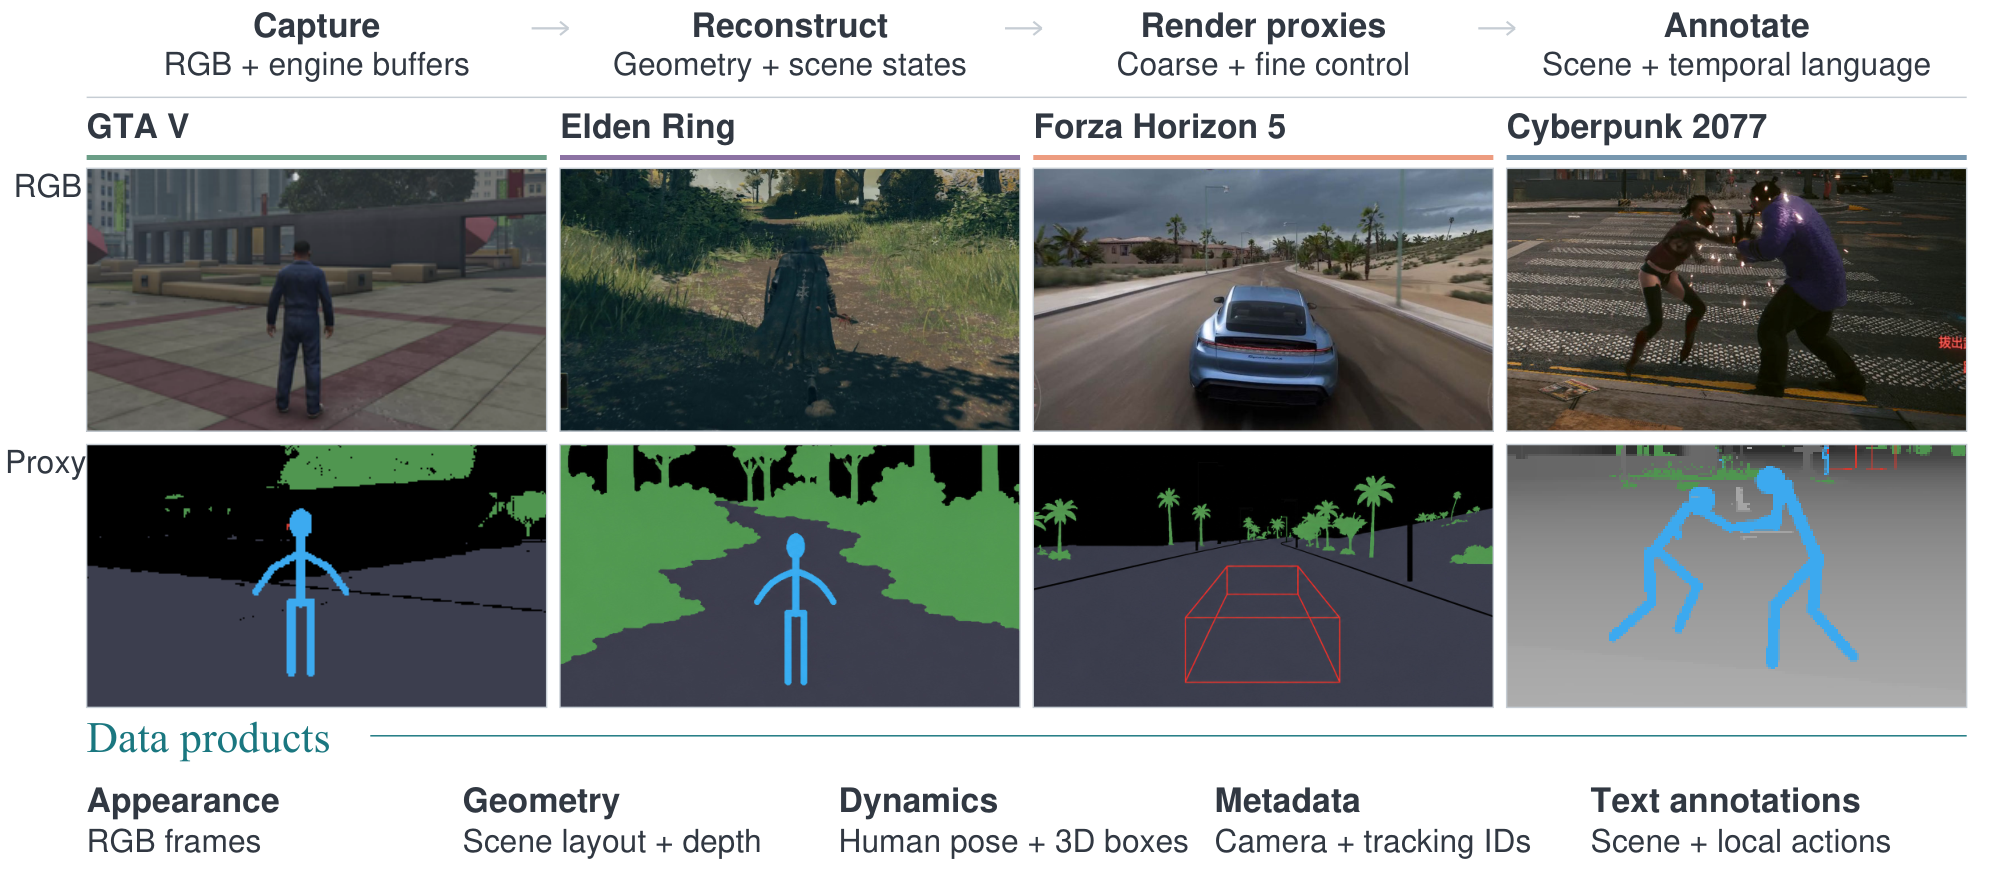 Capture → Reconstruct → Render proxies → Annotate
RGB + engine buffers
Geometry + scene states
Coarse + fine control
Scene + temporal language
GTA V
Elden Ring
Forza Horizon 5
Cyberpunk 2077
RGB
拔出
Proxy
Data products
Appearance
Geometry
Dynamics
Metadata
Text annotations
RGB frames
Scene layout + depth
Human pose + 3D boxes
Camera + tracking IDs
Scene + local actions